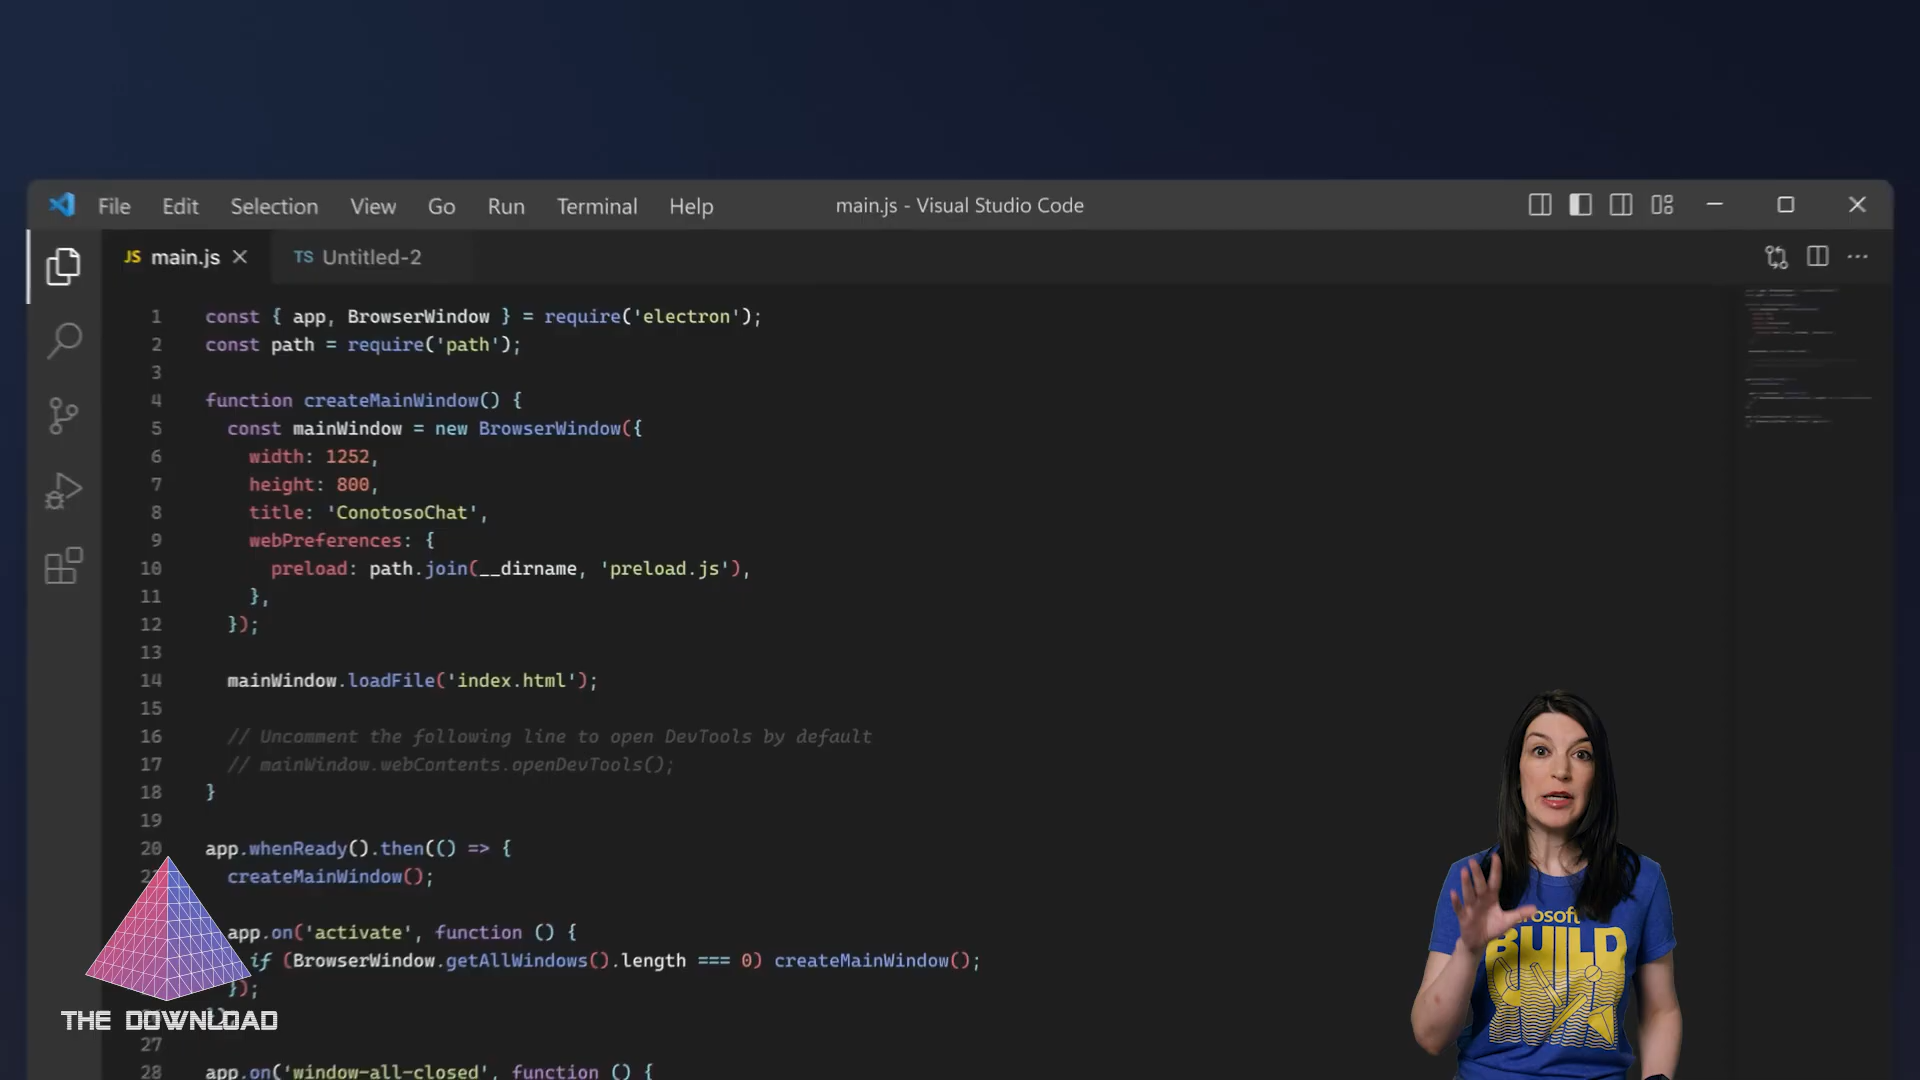 File Edit Selection View Go Run Terminal Help main.js - Visual Studio Code
JS main.js TS Untitled-2
1 const { app, BrowserWindow } = require('electron');
2 const path = require('path');
3
4 function createMainWindow() {
5 const mainWindow = new BrowserWindow({
6 width: 1252,
7 height: 800,
8 title: 'ConotosoChat',
9 webPreferences: {
10 preload: path.join(__dirname, 'preload.js'),
11 },
12 });
13
14 mainWindow.loadFile('index.html');
15
16 // Uncomment the following line to open DevTools by default
17 // mainWindow.webContents.openDevTools();
18 }
19
20 app.whenReady().then(() => {
createMainWindow();
app.on('activate', function () {
if (BrowserWindow.getAllWindows().length === 0) createMainWindow();
});
THE DOWNLOAD
27
28 app.on('window-all-closed', function () {
BUILD